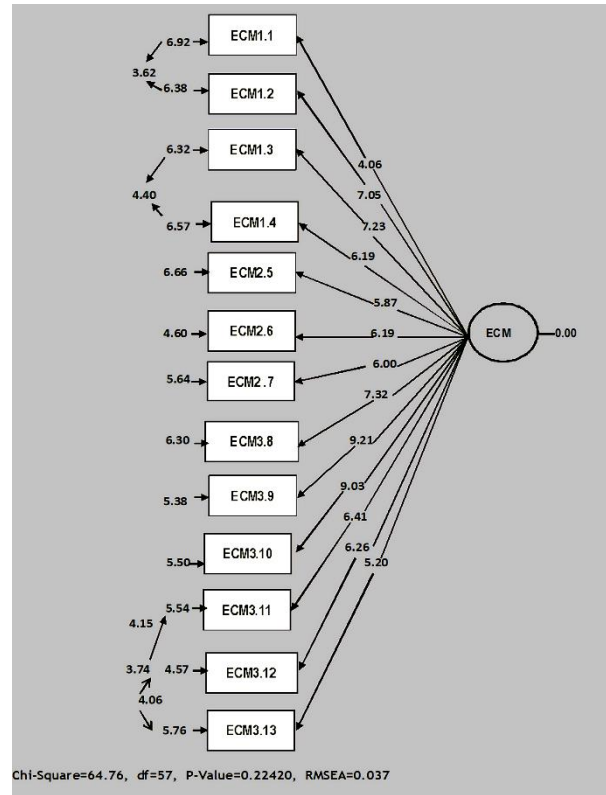 6.92 ECM1.1
3.62
6.38 ECM1.2
6.32 ECM1.3
4.06
4.40
7.05
6.57 ECM1.4
7.23
6.19
6.66 ECM2.5
5.87
4.60 ECM2.6 6.19 ECM 0.00
5.64 ECM2.7 6.00
7.32
6.30 ECM3.8
9.21
5.38 ECM3.9
9.03
6.41
5.50 ECM3.10
6.26
5.20
5.54 ECM3.11
4.15
3.74 4.57 ECM3.12
4.06
5.76 ECM3.13
Chi-Square=64.76, df=57, P-Value=0.22420, RMSEA=0.037